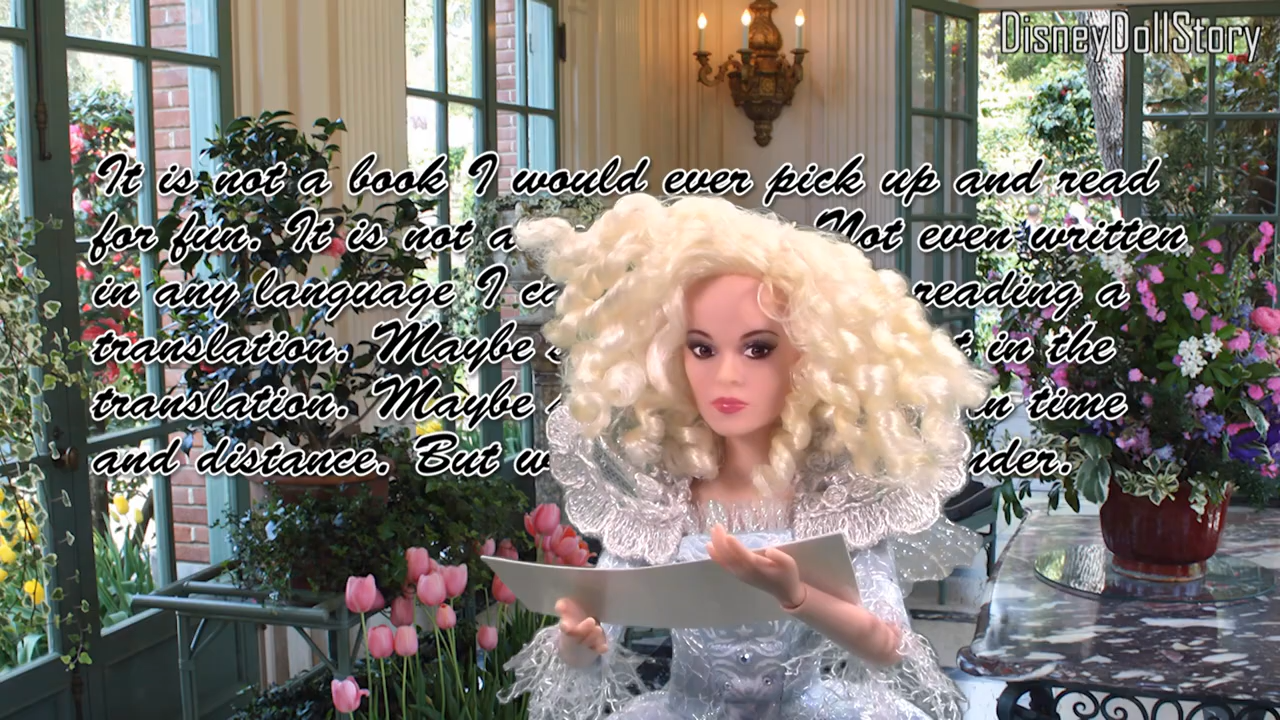 DisneyDollStory
It is not a book I would ever pick up and read
for fun. It is not a Not even written
in any language I reading a
translation. Maybe in the
translation. Maybe time
and distance. But